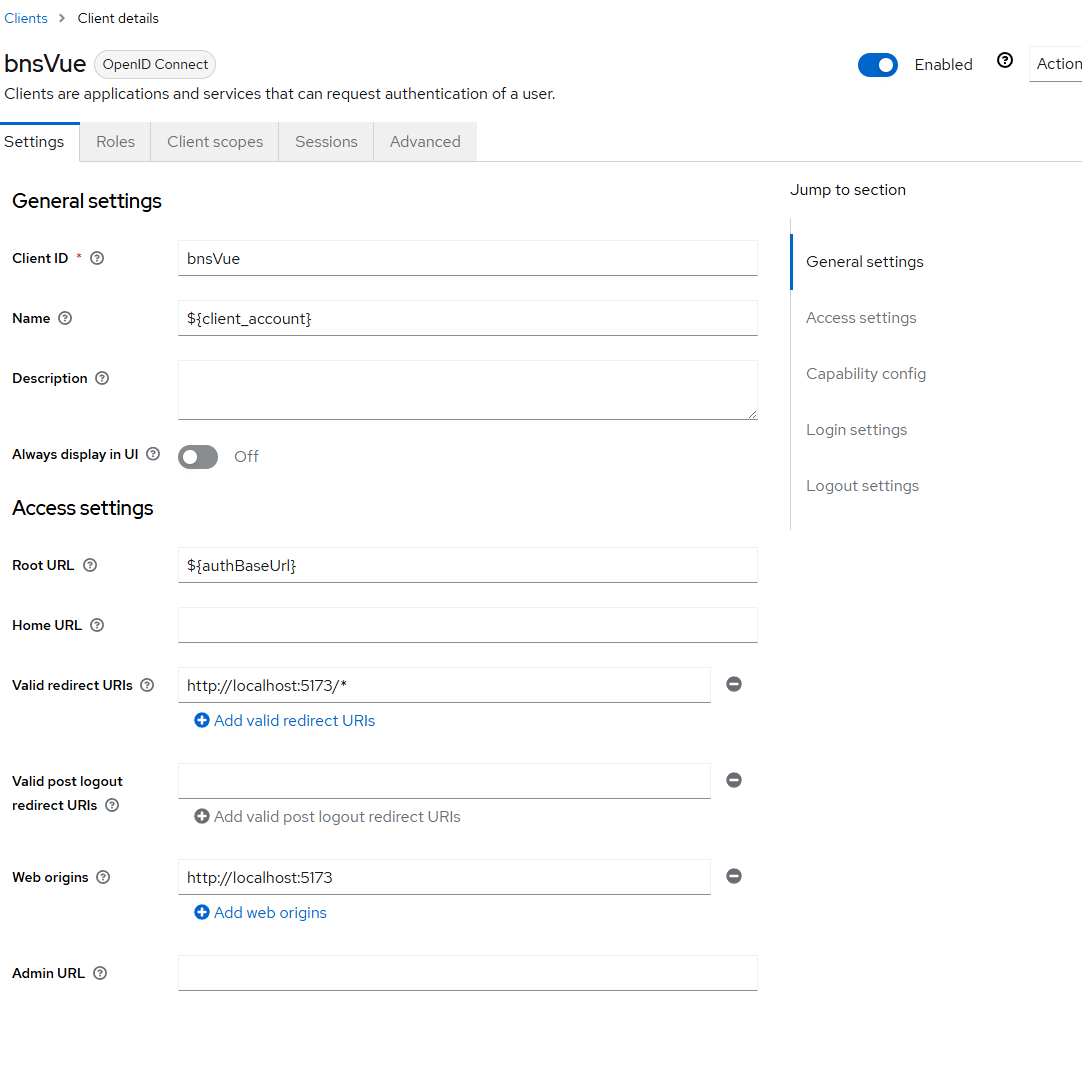 Clients > Client details
bnsVue OpenID Connect
Enabled
Action
Clients are applications and services that can request authentication of a user.
Settings Roles Client scopes Sessions Advanced
Jump to section
General settings
Access settings
Capability config
Login settings
Logout settings
General settings
Client ID * bnsVue
Name ${client_account}
Description
Always display in UI Off
Access settings
Root URL ${authBaseUrl}
Home URL
Valid redirect URIs http://localhost:5173/*
Add valid redirect URIs
Valid post logout
redirect URIs
Add valid post logout redirect URIs
Web origins http://localhost:5173
Add web origins
Admin URL